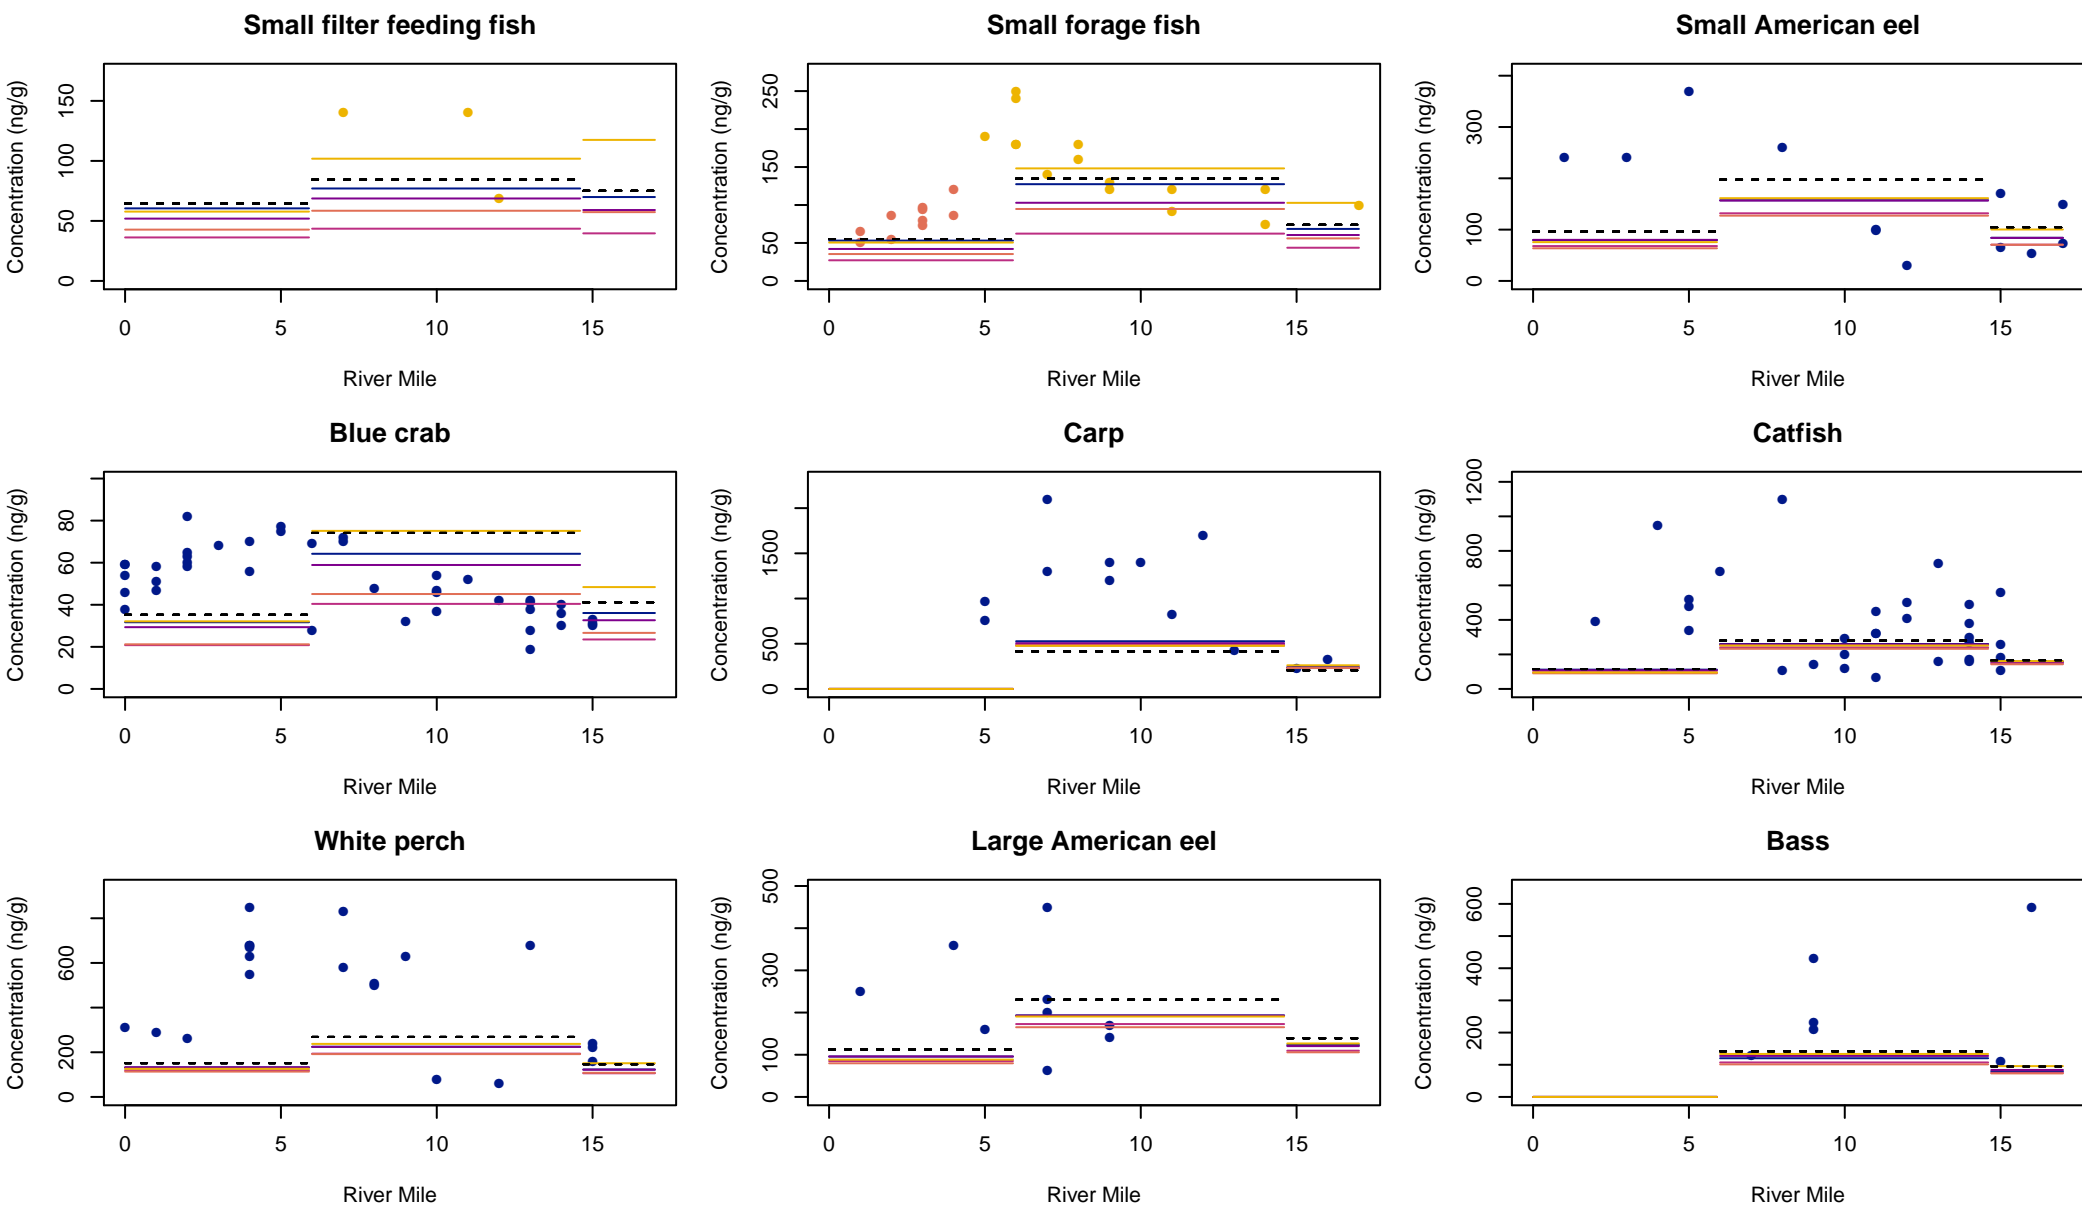 Small filter feeding fish
Concentration (ng/g)
0 50 100 150
0 5 10 15
River Mile
Small forage fish
Concentration (ng/g)
0 50 150 250
0 5 10 15
River Mile
Small American eel
Concentration (ng/g)
0 100 300
0 5 10 15
River Mile
Blue crab
Concentration (ng/g)
0 20 40 60 80
0 5 10 15
River Mile
Carp
Concentration (ng/g)
0 500 1500
0 5 10 15
River Mile
Catfish
Concentration (ng/g)
0 400 800 1200
0 5 10 15
River Mile
White perch
Concentration (ng/g)
0 200 600
0 5 10 15
River Mile
Large American eel
Concentration (ng/g)
0 100 300 500
0 5 10 15
River Mile
Bass
Concentration (ng/g)
0 200 400 600
0 5 10 15
River Mile